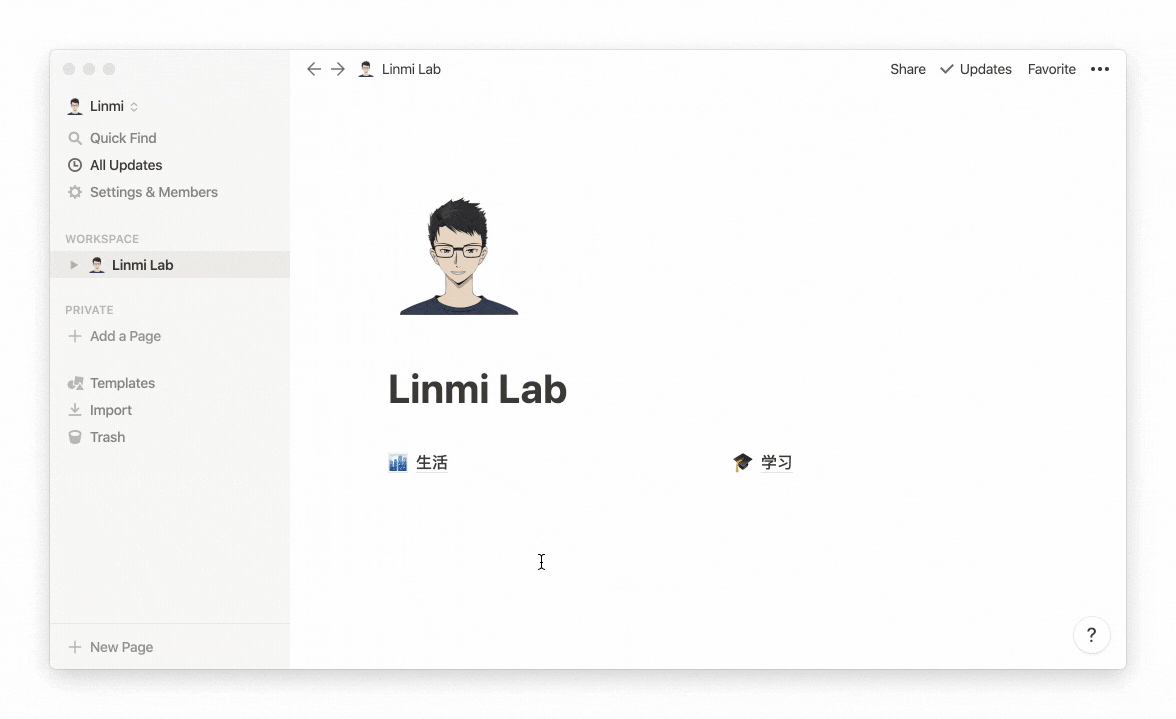 Linmi
Quick Find
All Updates
Settings & Members
WORKSPACE
Linmi Lab
PRIVATE
Add a Page
Templates
Import
Trash
New Page
Linmi Lab
Share
Updates
Favorite
Linmi Lab
生活
学习
?